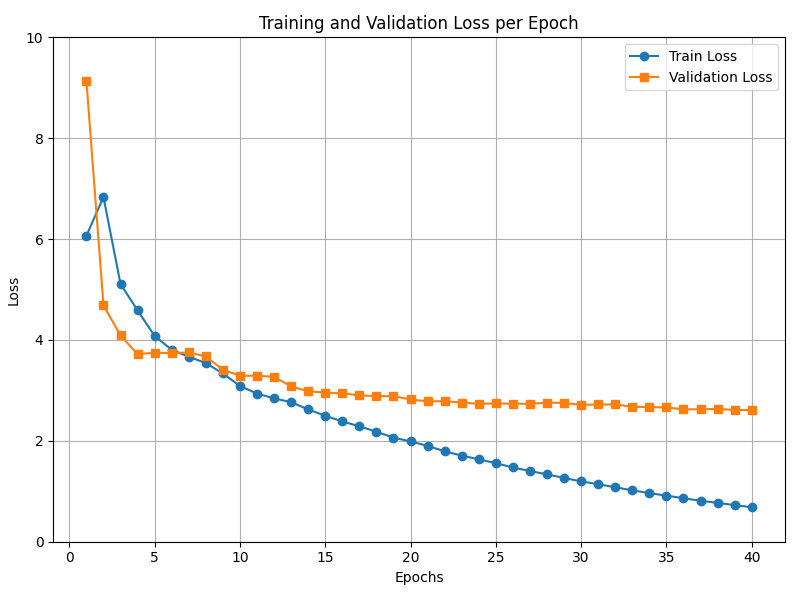 Training and Validation Loss per Epoch
Train Loss
Validation Loss
Loss
10
8
6
4
2
0
0 5 10 15 20 25 30 35 40
Epochs